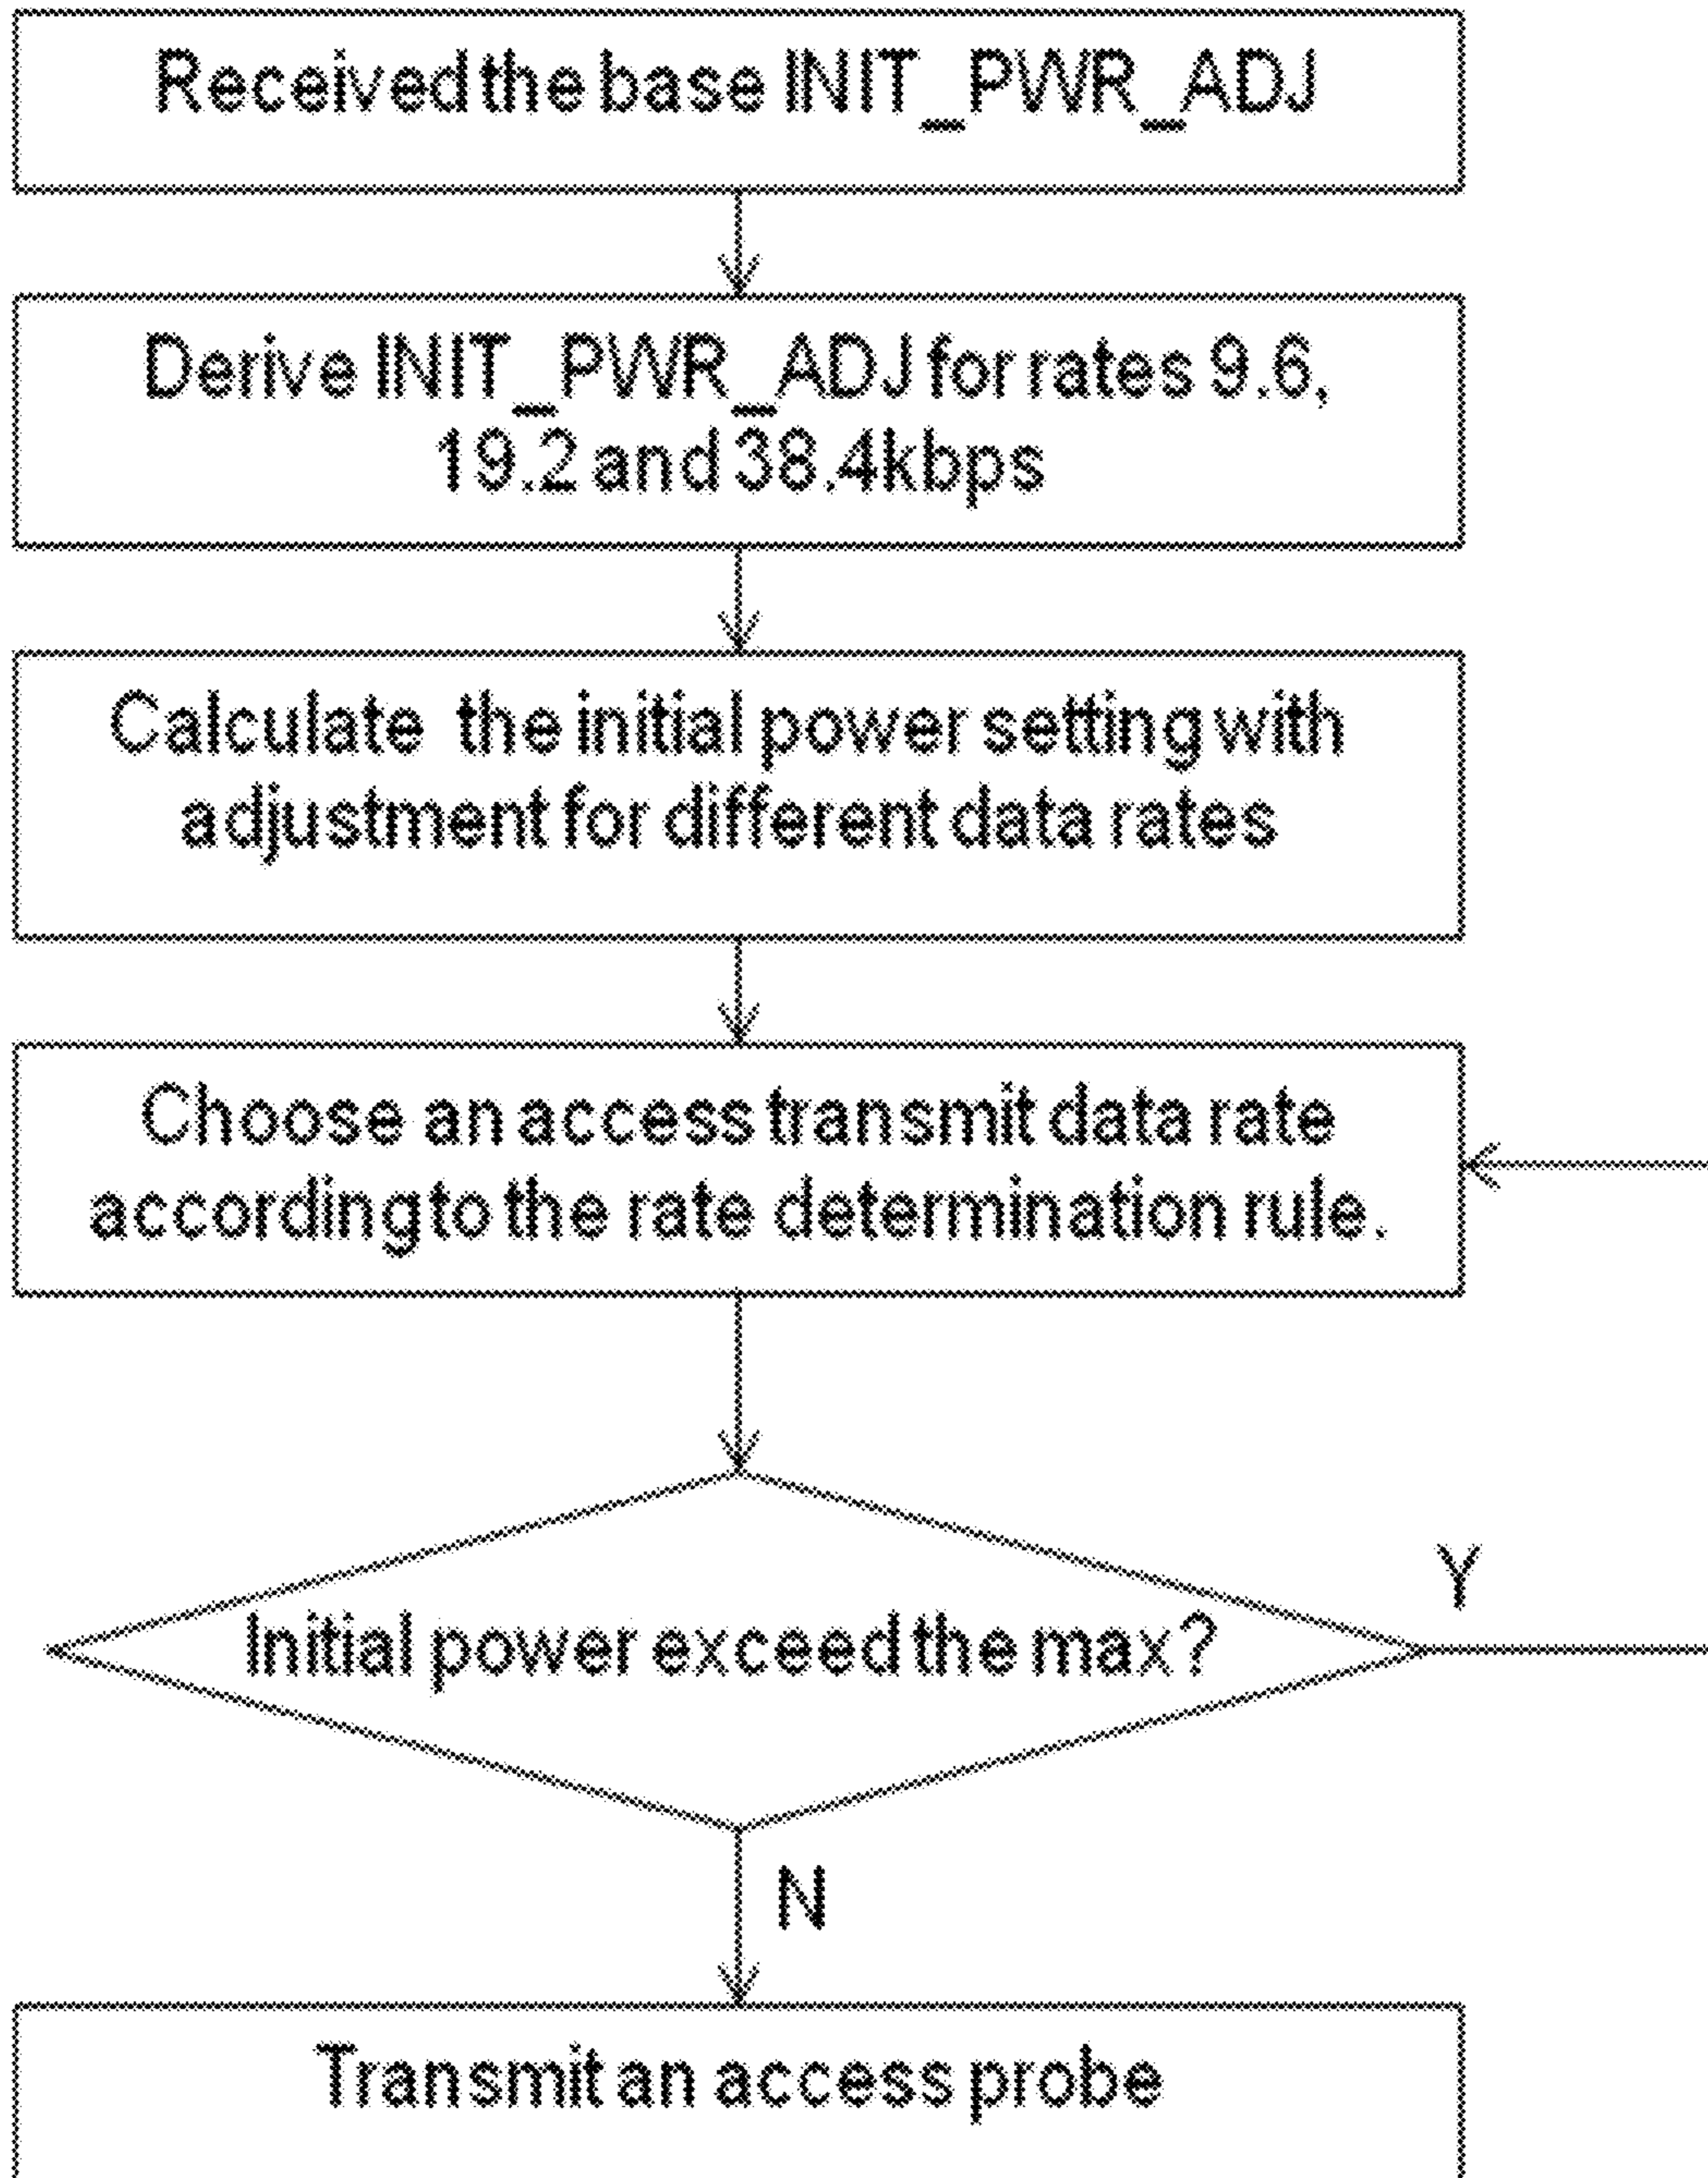 Received the base INIT_PWR_ADJ
Derive INIT_PWR_ADJ for rates 9.6,
19.2 and 38.4kbps
Calculate the initial power setting with
adjustment for different data rates
Choose an access transmit data rate
according to the rate determination rule.
Initial power exceed the max?
Y
N
Transmit an access probe